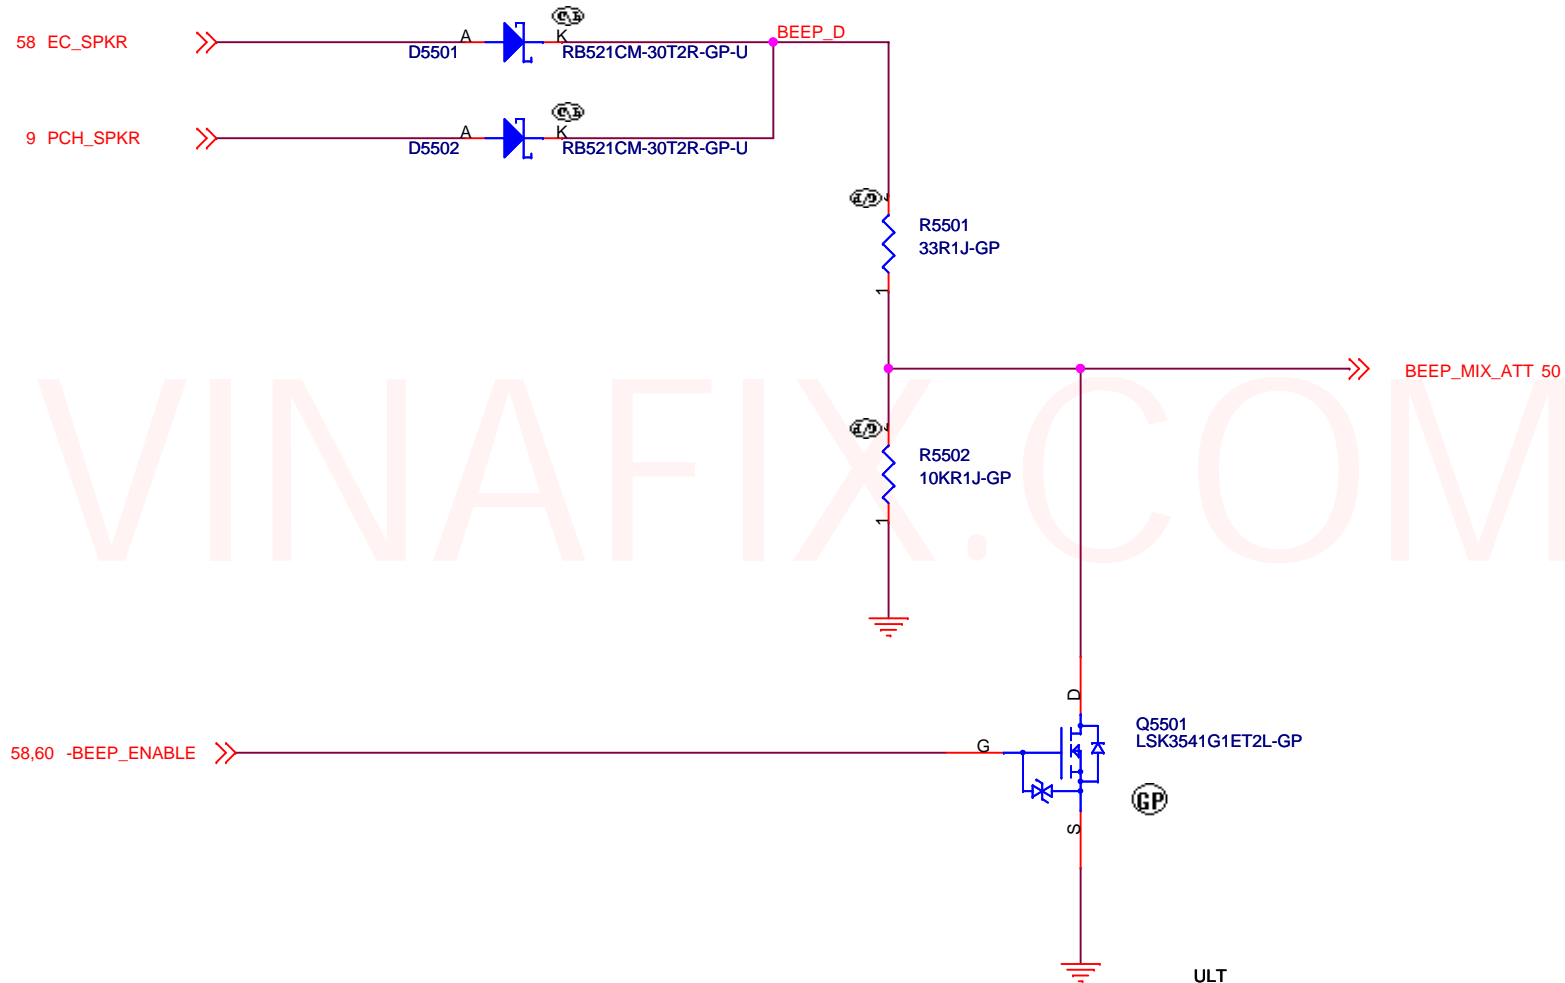 58 EC_SPKR
A
K
D5501
RB521CM-30T2R-GP-U
BEEP_D
9 PCH_SPKR
A
K
D5502
RB521CM-30T2R-GP-U
R5501
33R1J-GP
1
BEEP_MIX_ATT 50
VINAFIX.COM
R5502
10KR1J-GP
1
D
Q5501
LSK3541G1ET2L-GP
58,60 -BEEP_ENABLE
G
GP
S
ULT